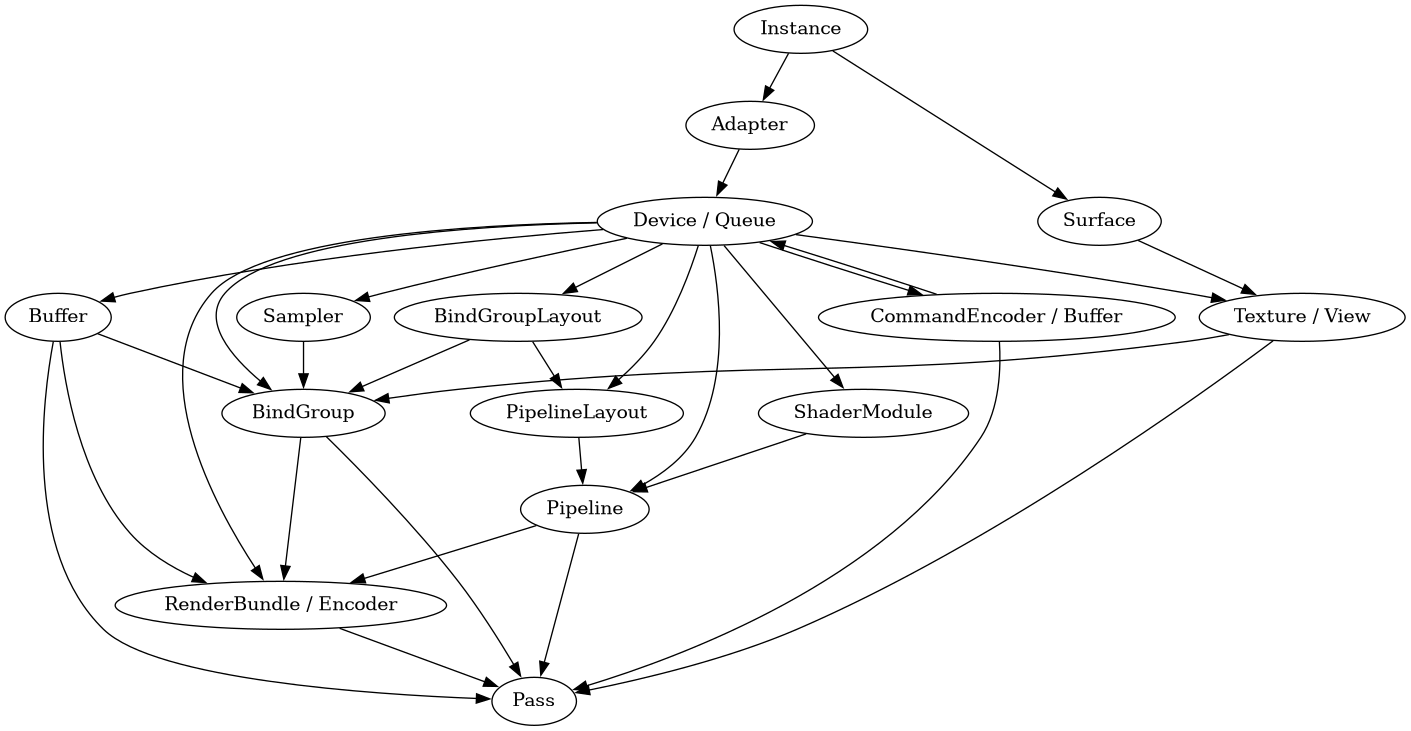 Instance
Adapter
Device / Queue
Surface
Buffer
Sampler
BindGroupLayout
CommandEncoder / Buffer
Texture / View
BindGroup
PipelineLayout
ShaderModule
Pipeline
RenderBundle / Encoder
Pass